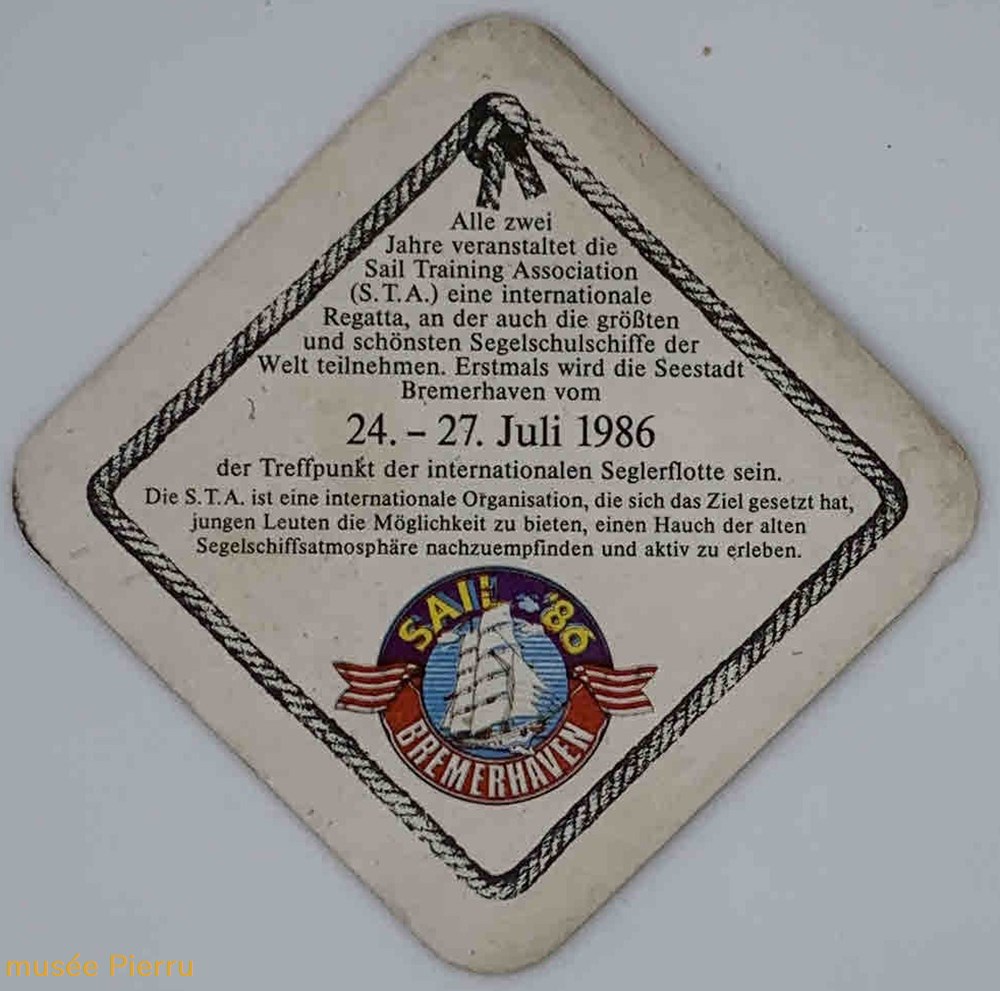 Alle zwei
Jahre veranstaltet die
Sail Training Association
(S.T.A.) eine internationale
Regatta, an der auch die größten
und schönsten Segelschulschiffe der
Welt teilnehmen. Erstmals wird die Seestadt
Bremerhaven vom
24. – 27. Juli 1986
der Treffpunkt der internationalen Seglerflotte sein.
Die S.T.A. ist eine internationale Organisation, die sich das Ziel gesetzt hat,
jungen Leuten die Möglichkeit zu bieten, einen Hauch der alten
Segelschiffsatmosphäre nachzuempfinden und aktiv zu erleben.
SAIL '86
BREMERHAVEN
musée Pierru